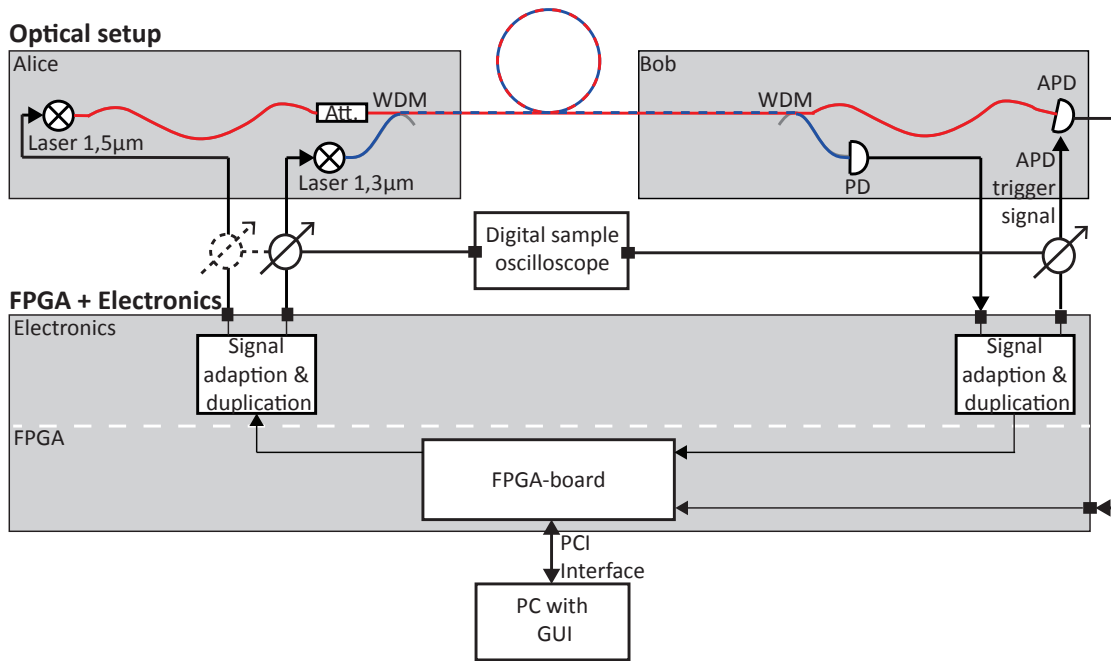 Optical setup
Alice
Bob
APD
WDM
WDM
Att.
Laser 1,5µm
Laser 1,3µm
PD
APD
trigger
signal
Digital sample
oscilloscope
FPGA + Electronics
Electronics
Signal
adaption &
duplication
Signal
adaption &
duplication
FPGA
FPGA-board
PCI
Interface
PC with
GUI